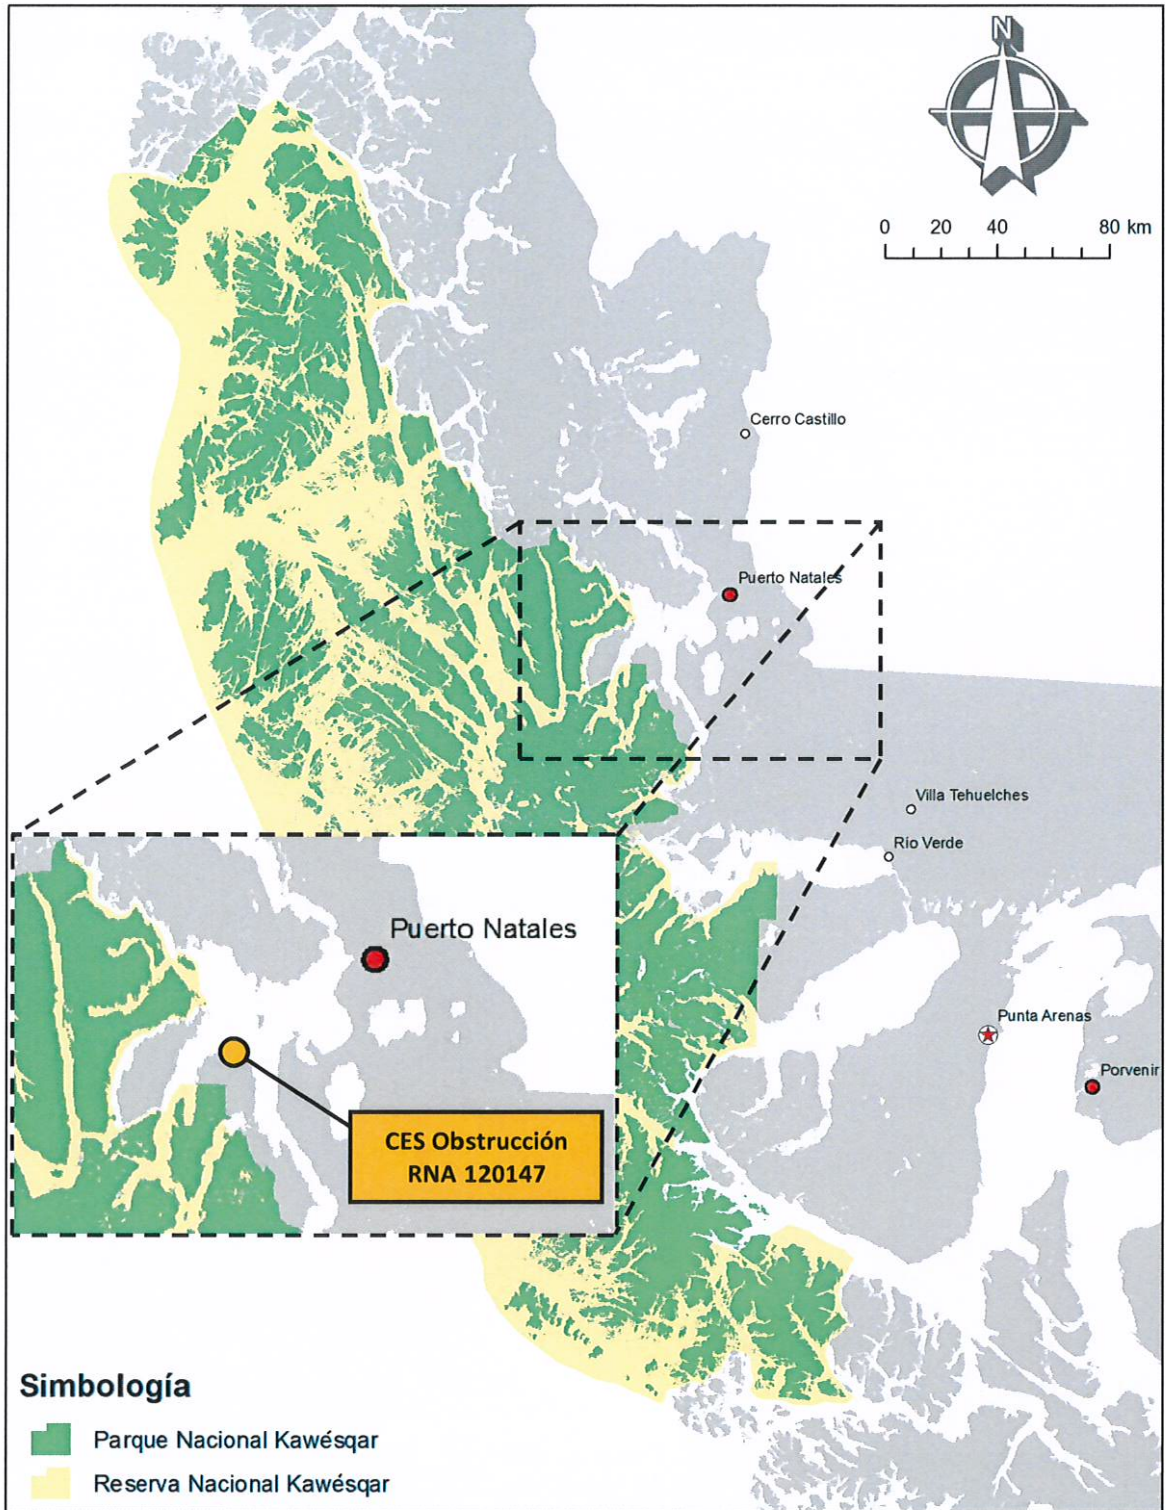 N
0 20 40 80 km
Cerro Castillo
Puerto Natales
Villa Tehuelches
Río Verde
Puerto Natales
Punta Arenas
Porvenir
CES Obstrucción
RNA 120147
Simbología
Parque Nacional Kawésqar
Reserva Nacional Kawésqar